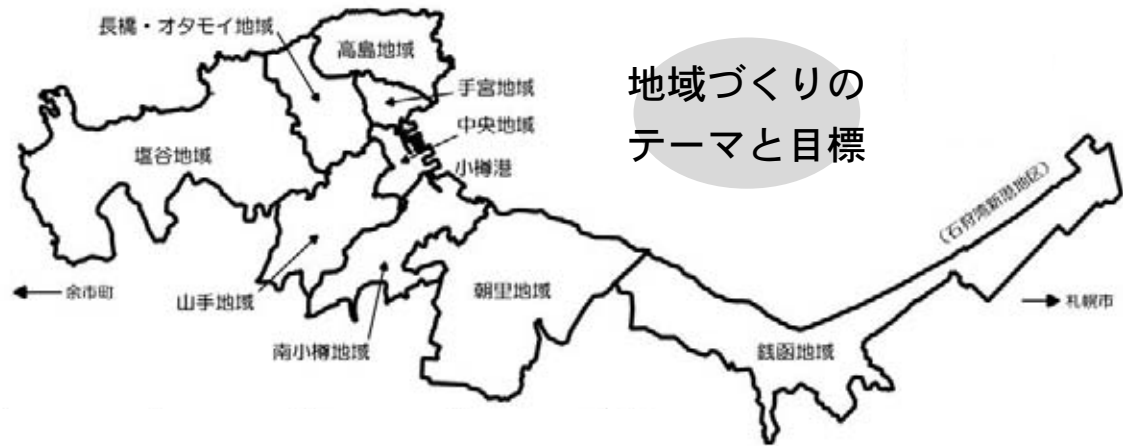 長橋・オタモイ地域
高島地域
手宮地域
中央地域
小樽港
塩谷地域
地域づくりの
テーマと目標
(石狩湾新港地区)
余市町
山手地域
朝里地域
札幌市
南小樽地域
銭函地域